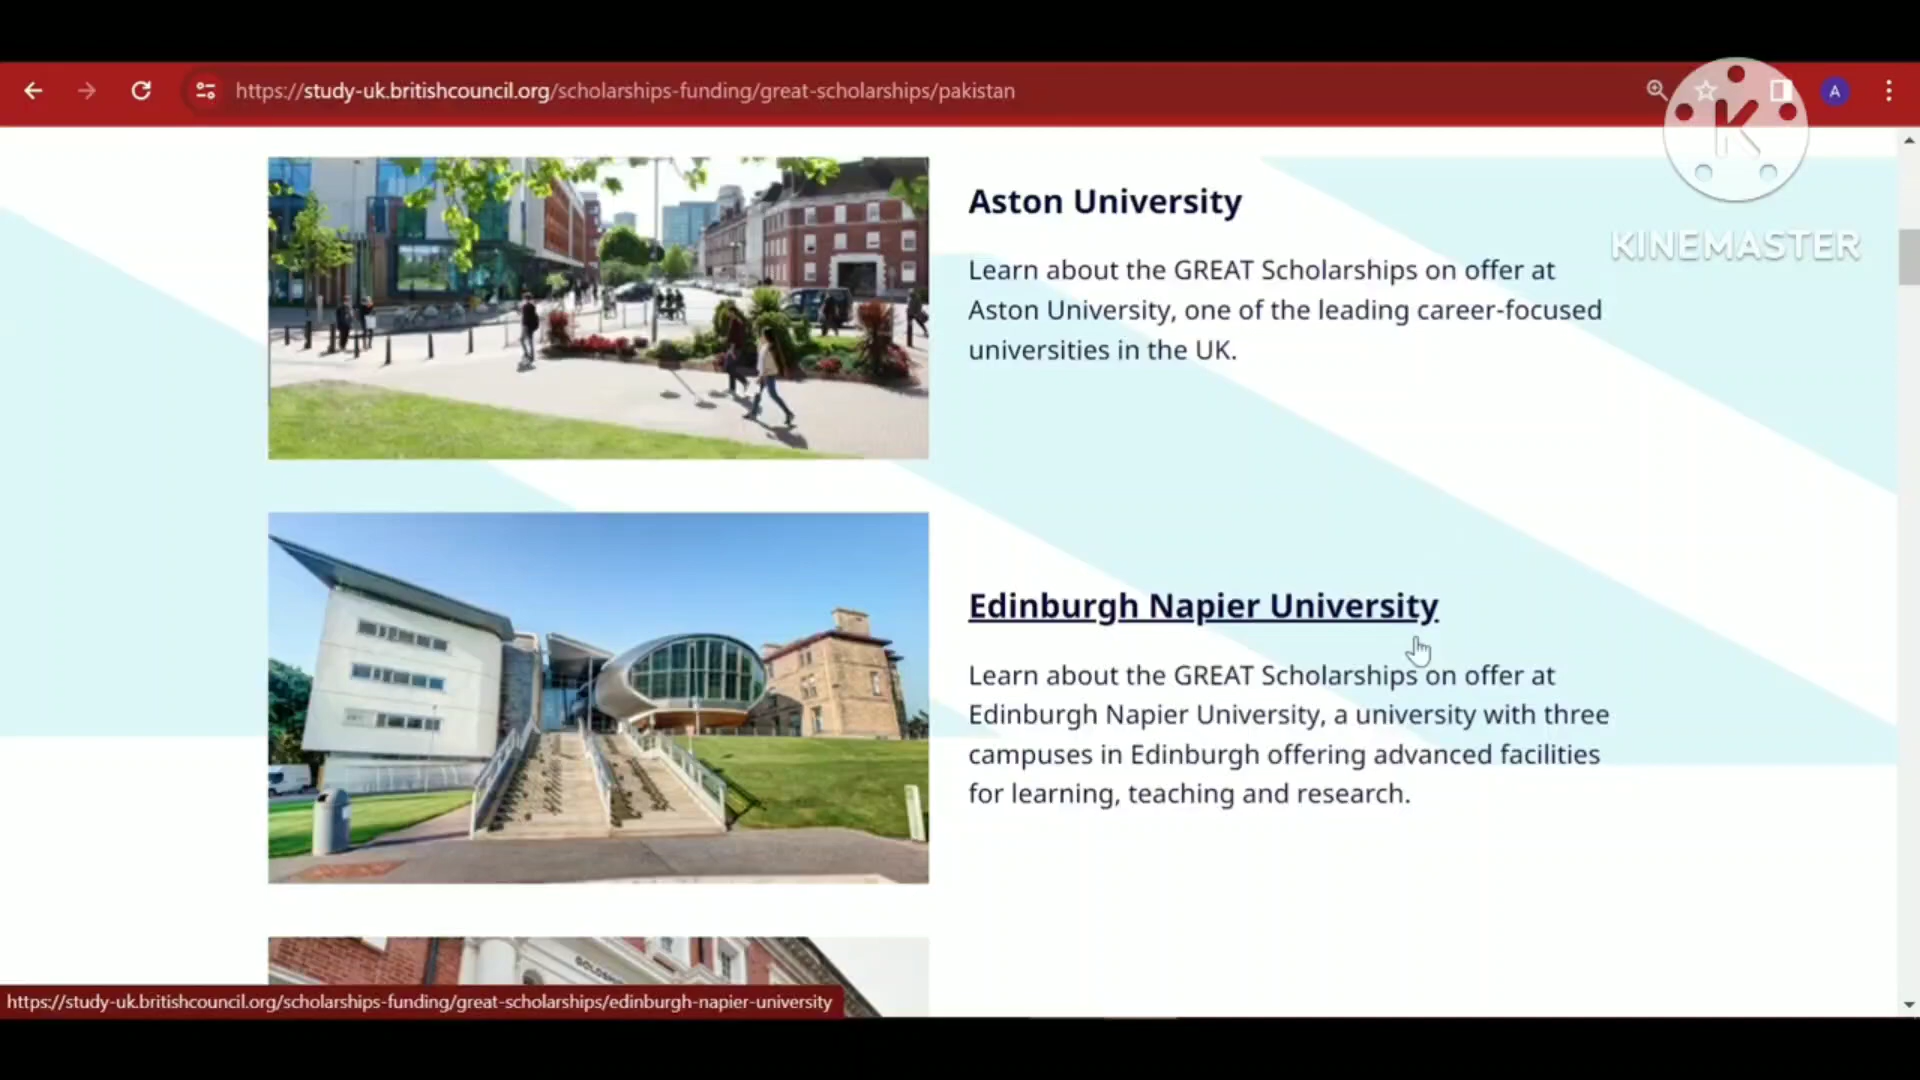 https://study-uk.britishcouncil.org/scholarships-funding/great-scholarships/pakistan
A
K
KINEMASTER
Aston University
Learn about the GREAT Scholarships on offer at
Aston University, one of the leading career-focused
universities in the UK.
Edinburgh Napier University
Learn about the GREAT Scholarships on offer at
Edinburgh Napier University, a university with three
campuses in Edinburgh offering advanced facilities
for learning, teaching and research.
https://study-uk.britishcouncil.org/scholarships-funding/great-scholarships/edinburgh-napier-university